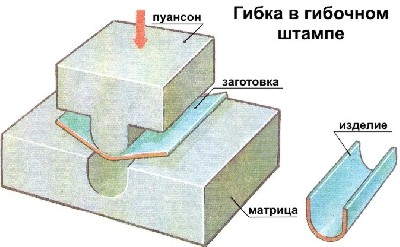 Гибка в гибочном
штампе
пуансон
заготовка
изделие
матрица